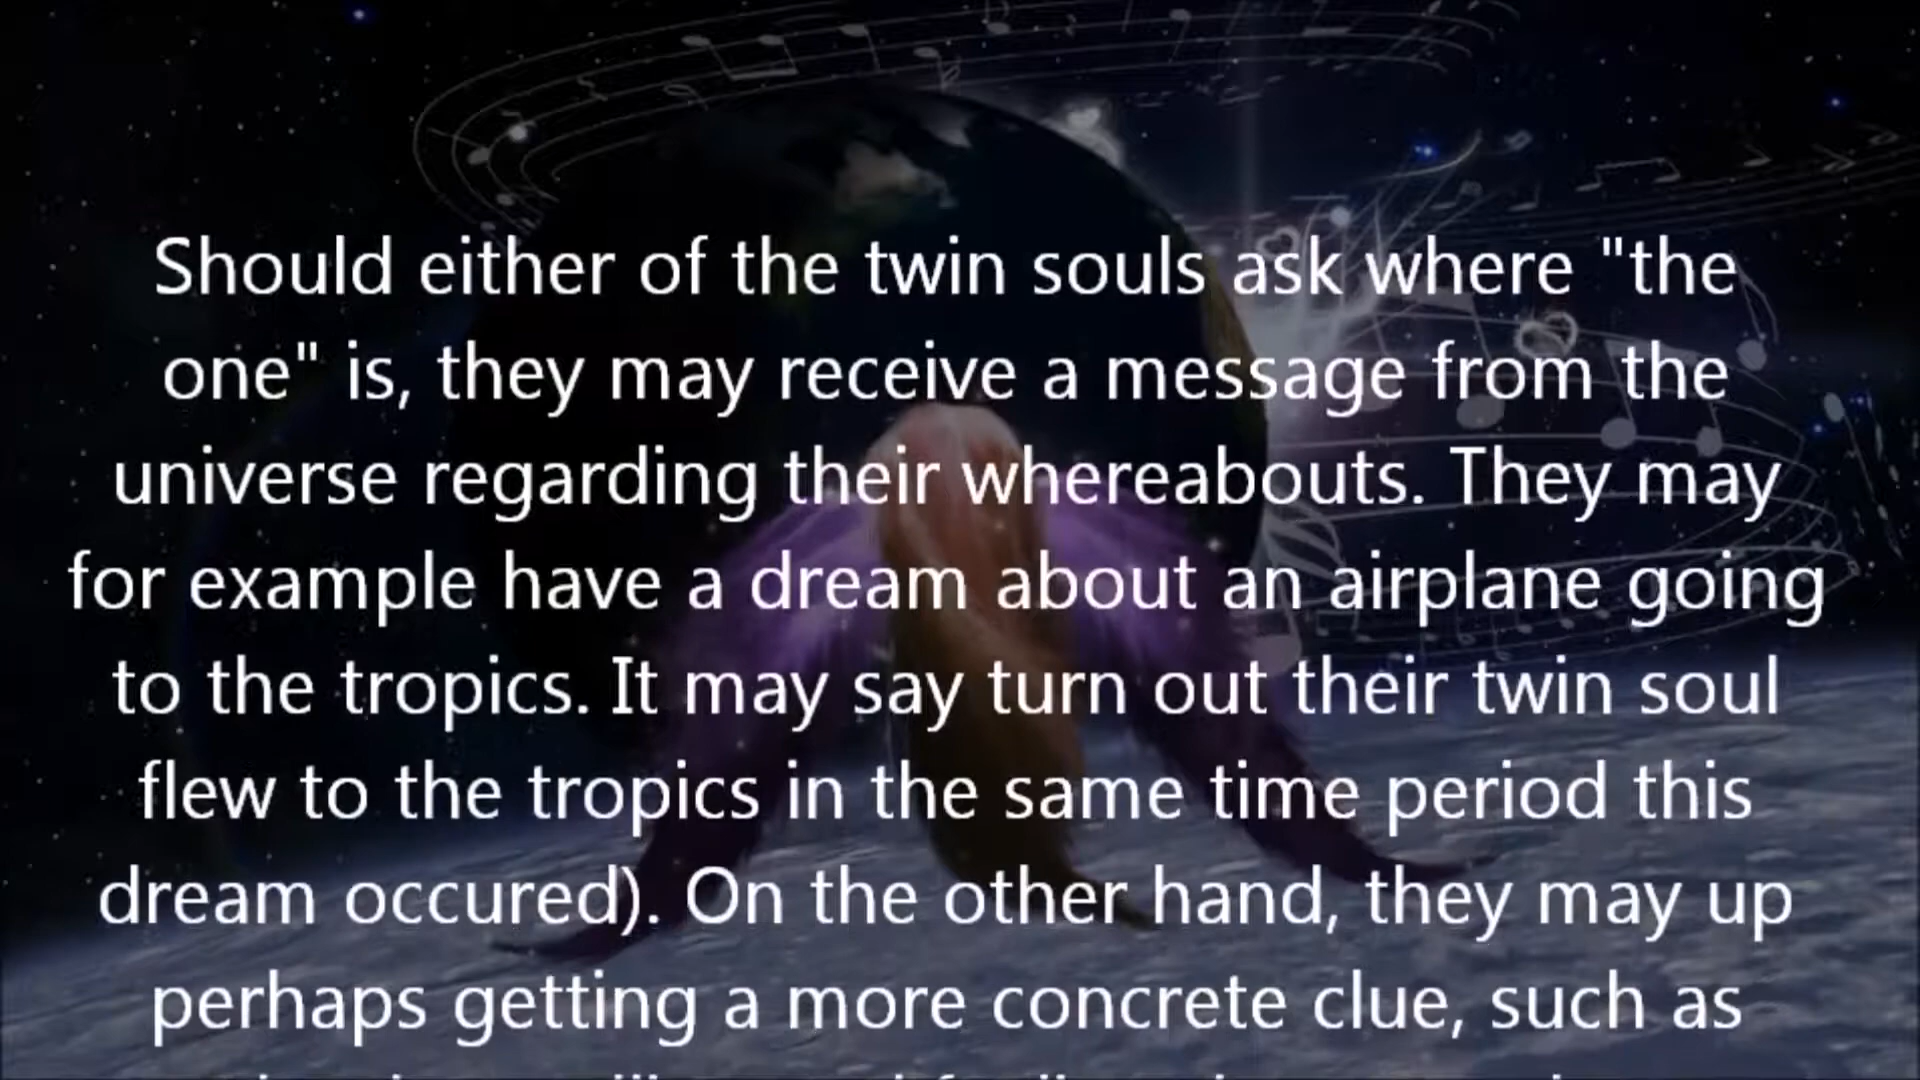 Should either of the twin souls ask where "the
one" is, they may receive a message from the
universe regarding their whereabouts. They may
for example have a dream about an airplane going
to the tropics. It may say turn out their twin soul
flew to the tropics in the same time period this
dream occured). On the other hand, they may up
perhaps getting a more concrete clue, such as